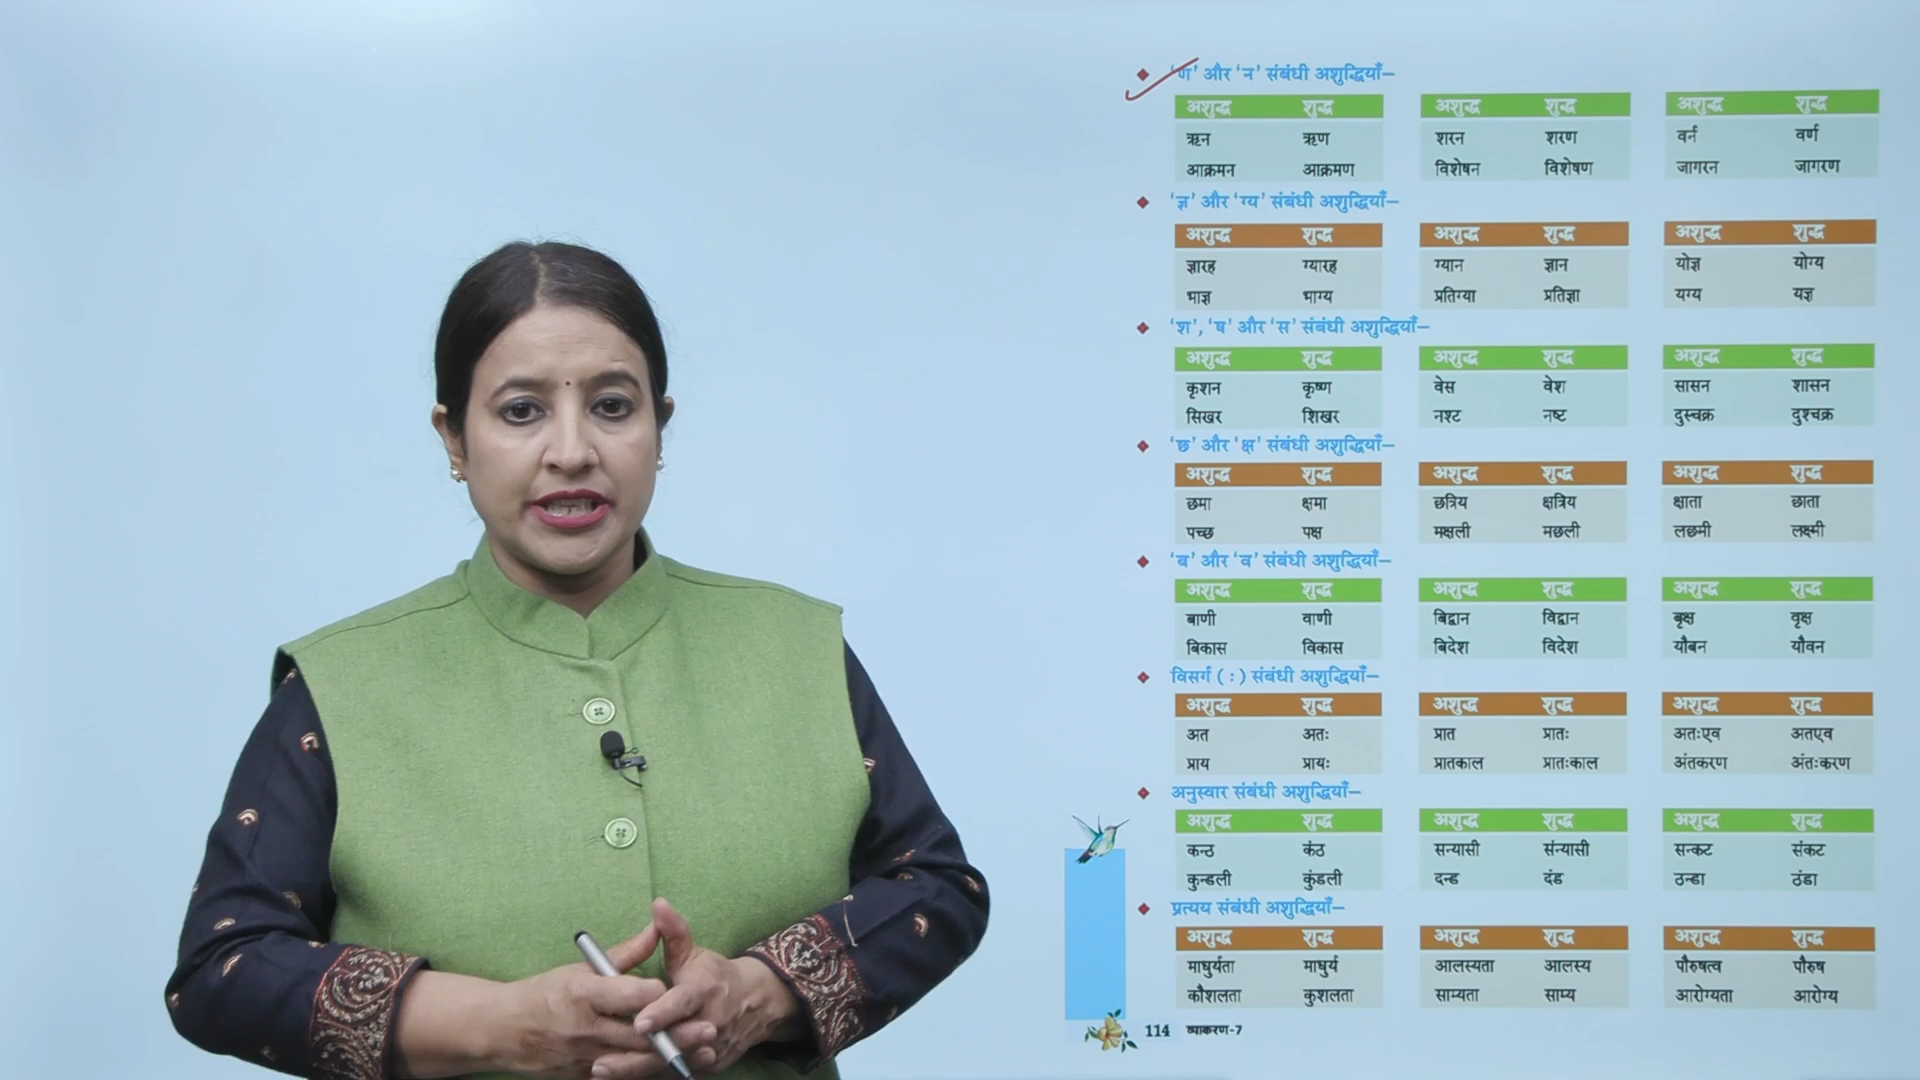 'ण' और 'न' संबंधी अशुद्धियाँ–
अशुद्ध शुद्ध अशुद्ध शुद्ध अशुद्ध शुद्ध
ऋन ऋण शरन शरण वर्न वर्ण
आक्रमन आक्रमण विशेषन विशेषण जागरन जागरण
'ज्ञ' और 'ग्य' संबंधी अशुद्धियाँ–
अशुद्ध शुद्ध अशुद्ध शुद्ध अशुद्ध शुद्ध
ज्ञारह ग्यारह ग्यान ज्ञान योज्ञ योग्य
भाज्ञ भाग्य प्रतिग्या प्रतिज्ञा यग्य यज्ञ
'श', 'ष' और 'स' संबंधी अशुद्धियाँ–
अशुद्ध शुद्ध अशुद्ध शुद्ध अशुद्ध शुद्ध
कृशन कृष्ण वेस वेश सासन शासन
सिखर शिखर नश्ट नष्ट दुस्चक्र दुश्चक्र
'छ' और 'क्ष' संबंधी अशुद्धियाँ–
अशुद्ध शुद्ध अशुद्ध शुद्ध अशुद्ध शुद्ध
छमा क्षमा छत्रिय क्षत्रिय क्षाता छाता
पच्छ पक्ष मक्षली मछली लछमी लक्ष्मी
'ब' और 'व' संबंधी अशुद्धियाँ–
अशुद्ध शुद्ध अशुद्ध शुद्ध अशुद्ध शुद्ध
बाणी वाणी बिद्वान विद्वान बृक्ष वृक्ष
बिकास विकास बिदेश विदेश यौबन यौवन
विसर्ग (:) संबंधी अशुद्धियाँ–
अशुद्ध शुद्ध अशुद्ध शुद्ध अशुद्ध शुद्ध
अत अतः प्रात प्रातः अतःएव अतएव
प्राय प्रायः प्रातकाल प्रातःकाल अंतकरण अंतःकरण
अनुस्वार संबंधी अशुद्धियाँ–
अशुद्ध शुद्ध अशुद्ध शुद्ध अशुद्ध शुद्ध
कन्ठ कंठ सन्यासी संन्यासी सन्कट संकट
कुन्डली कुंडली दन्ड दंड ठन्डा ठंडा
प्रत्यय संबंधी अशुद्धियाँ–
अशुद्ध शुद्ध अशुद्ध शुद्ध अशुद्ध शुद्ध
माधुर्यता माधुर्य आलस्यता आलस्य पौरुषत्व पौरुष
कौशलता कुशलता साम्यता साम्य आरोग्यता आरोग्य
114 व्याकरण-7